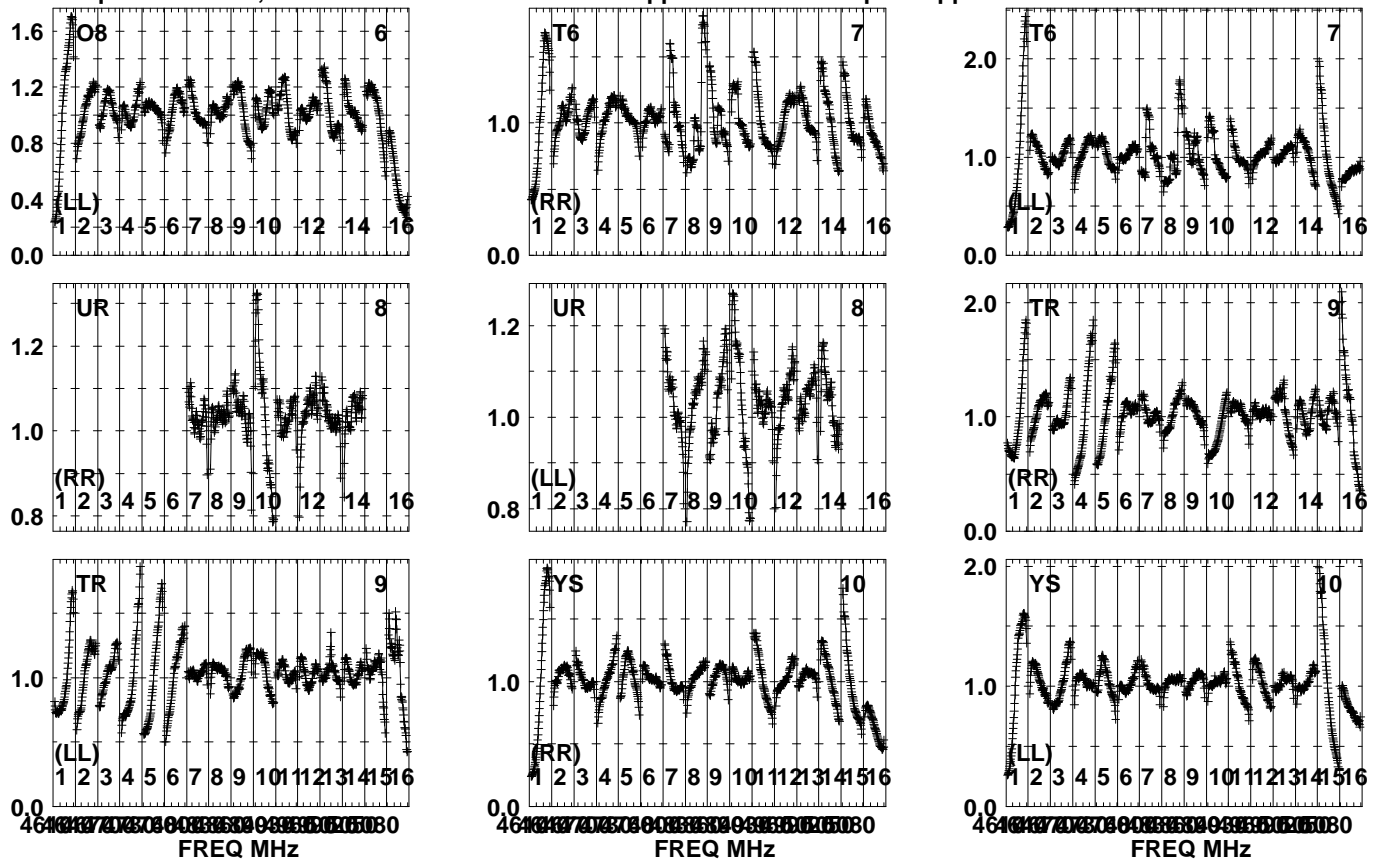 1.6 O8 6 T6 7 2.0 T6 7
1.2 1.0
0.8 1.0
0.4 (LL) (RR) (LL)
1 2 3 4 5 6 7 8 9 10 12 14 16 1 2 3 4 5 6 7 8 9 10 12 14 16 1 2 3 4 5 6 7 8 9 10 12 14 16
0.0 0.0 0.0
UR 8 UR 8 2.0 TR 9
1.2 1.2
1.0 1.0 1.0
(RR) (LL) (RR)
1 2 3 4 5 6 7 8 9 10 12 14 16 1 2 3 4 5 6 7 8 9 10 12 14 16 1 2 3 4 5 6 7 8 9 10 12 14 16
0.8 0.8 0.0
TR 9 YS 10 2.0 YS 10
1.0 1.0 1.0
(LL) (RR) (LL)
1 2 3 4 5 6 7 8 9 10 11 12 13 14 15 16 1 2 3 4 5 6 7 8 9 10 11 12 13 14 15 16 1 2 3 4 5 6 7 8 9 10 11 12 13 14 15 16
0.0 0.0 0.0
FREQ MHz FREQ MHz FREQ MHz